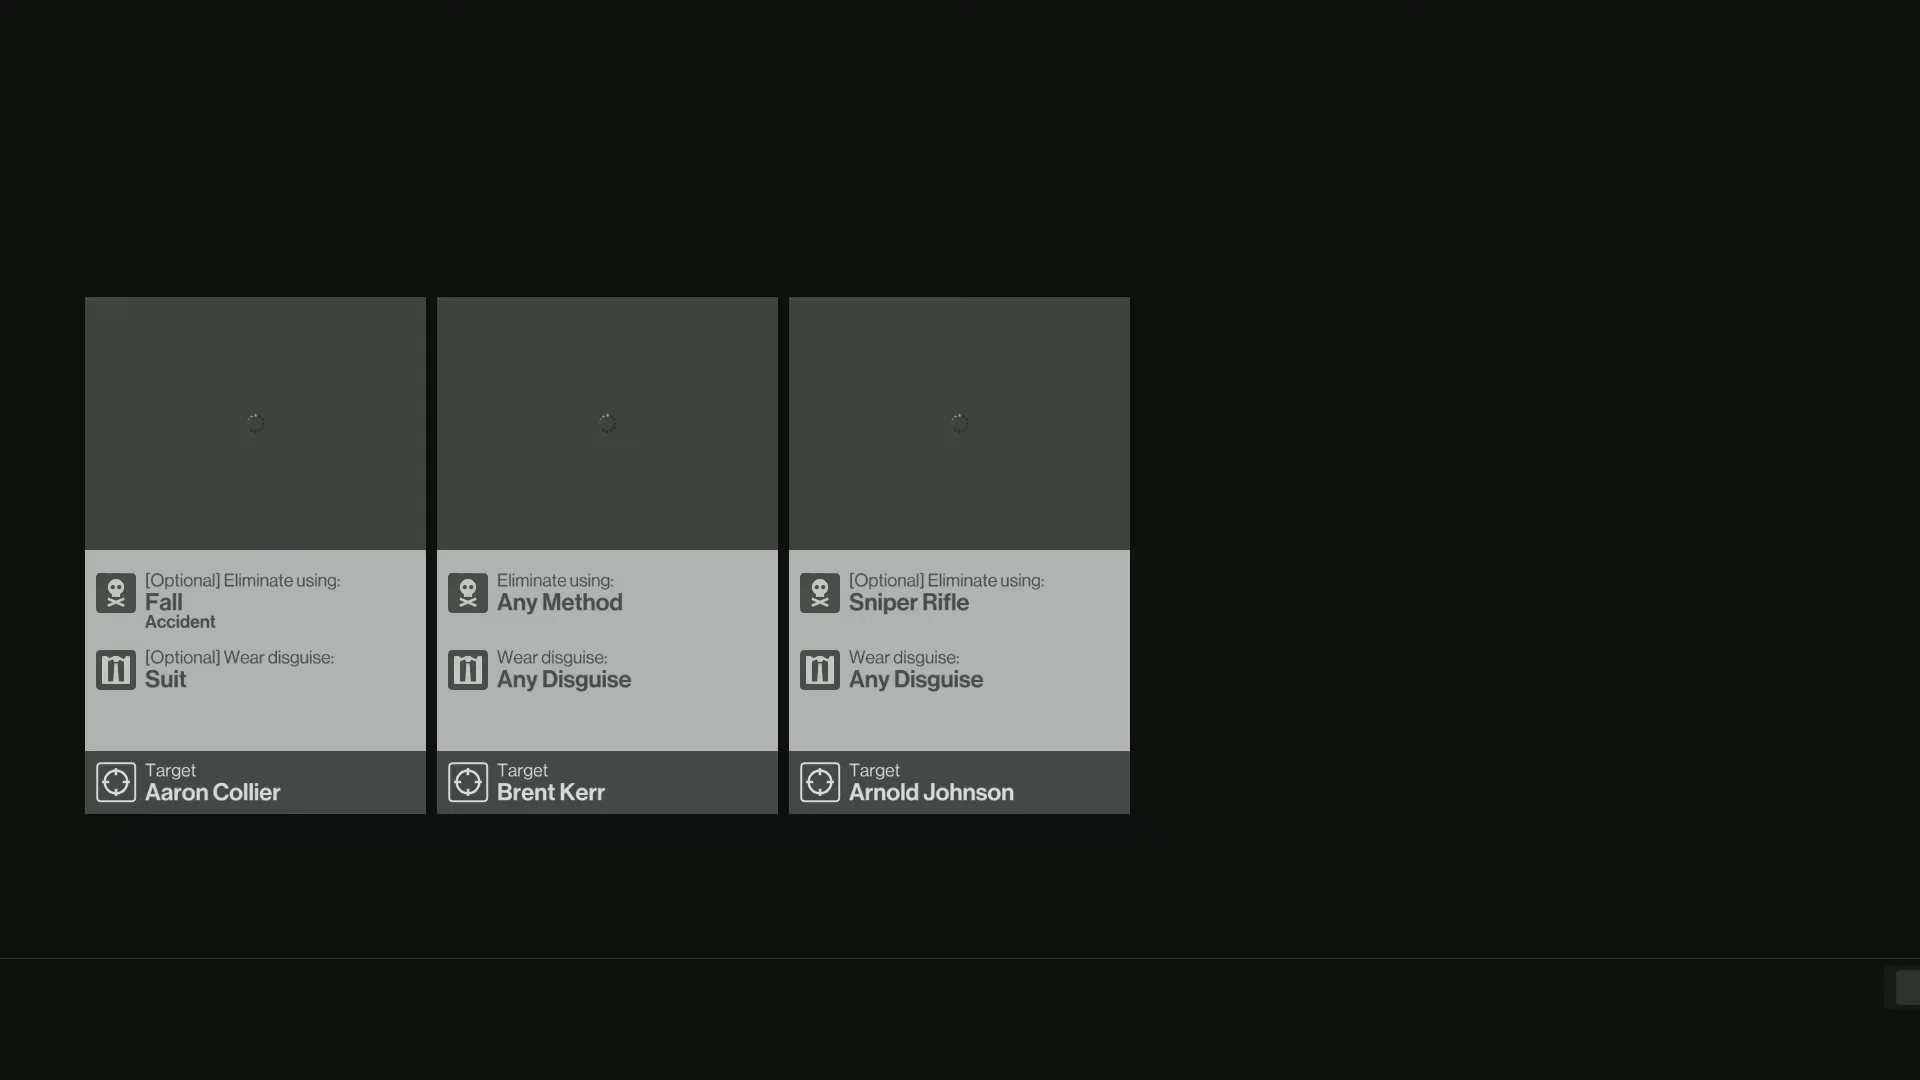 [Optional] Eliminate using:
Fall
Accident
[Optional] Wear disguise:
Suit
Target
Aaron Collier
Eliminate using:
Any Method
Wear disguise:
Any Disguise
Target
Brent Kerr
[Optional] Eliminate using:
Sniper Rifle
Wear disguise:
Any Disguise
Target
Arnold Johnson